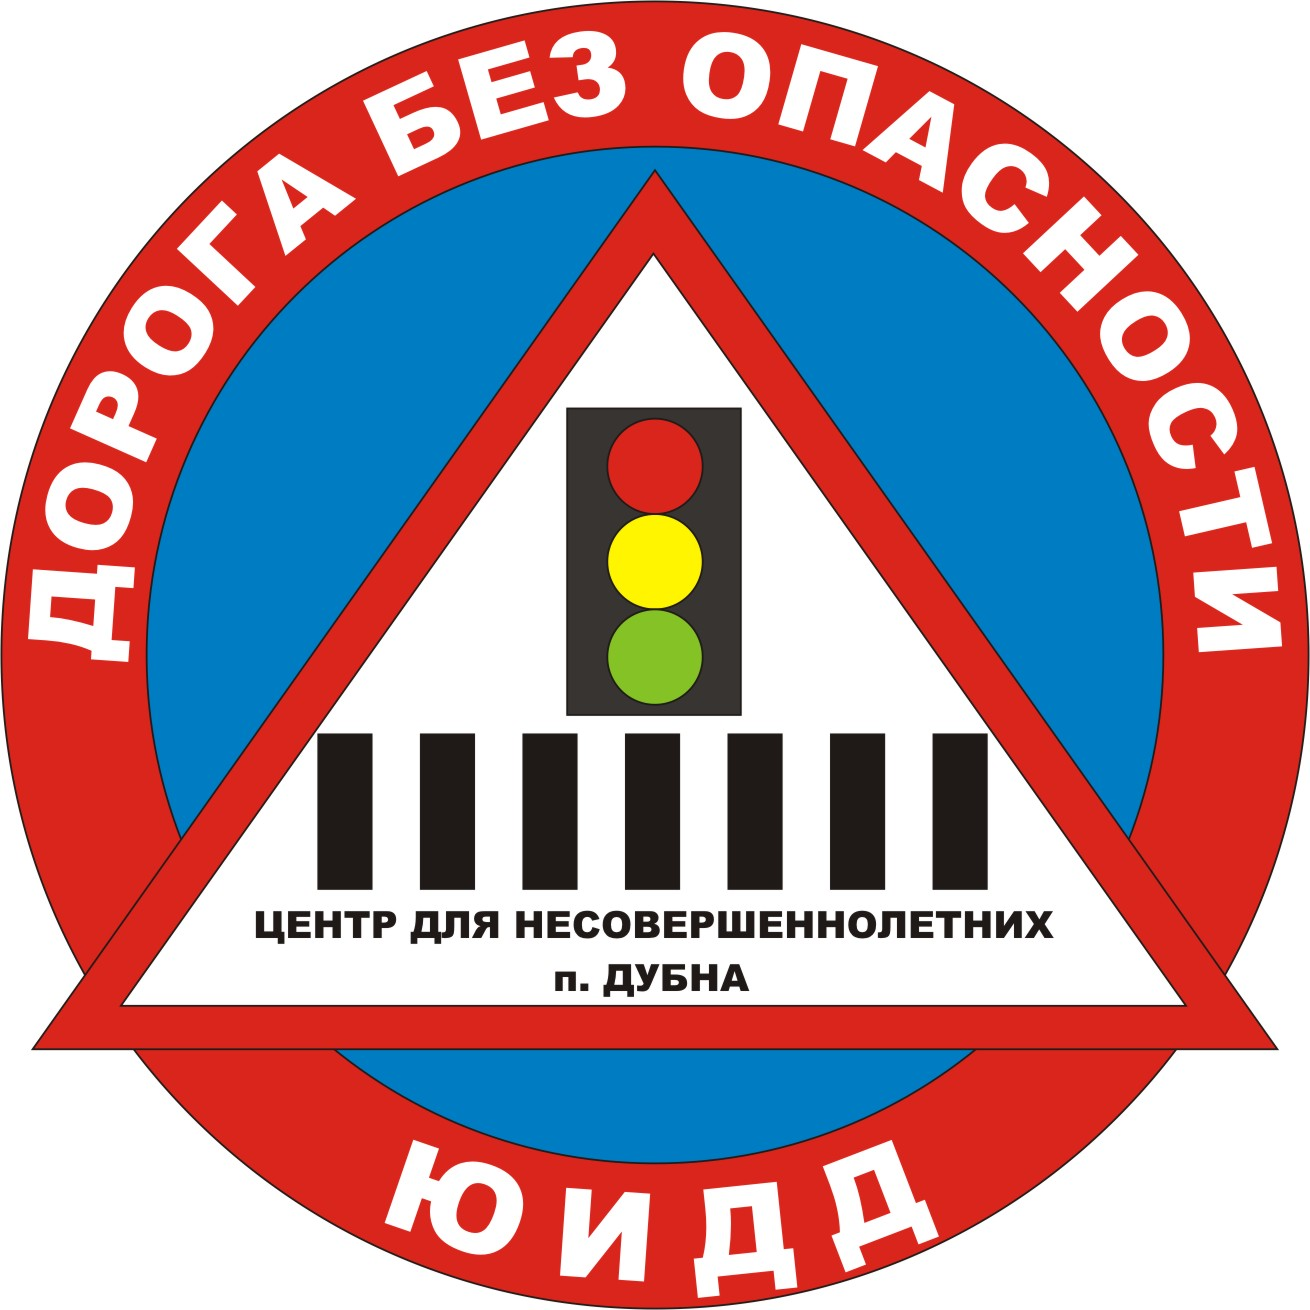 ДОРОГА БЕЗ ОПАСНОСТИ
ЦЕНТР ДЛЯ НЕСОВЕРШЕННОЛЕТНИХ
п. ДУБНА
ЮИДД